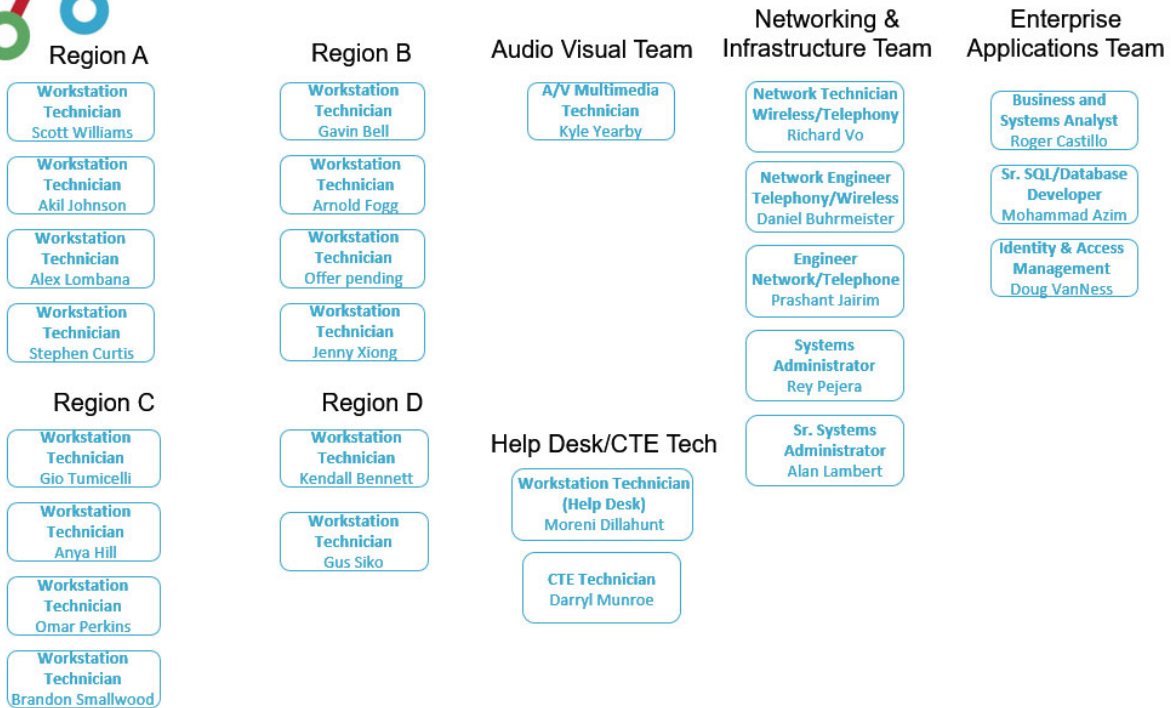 Region A
Workstation
Technician
Scott Williams
Workstation
Technician
Akil Johnson
Workstation
Technician
Alex Lombana
Workstation
Technician
Stephen Curtis
Region B
Workstation
Technician
Gavin Bell
Workstation
Technician
Arnold Fogg
Workstation
Technician
Offer pending
Workstation
Technician
Jenny Xiong
Audio Visual Team
A/V Multimedia
Technician
Kyle Yearby
Networking &
Infrastructure Team
Network Technician
Wireless/Telephony
Richard Vo
Network Engineer
Telephony/Wireless
Daniel Buhrmeister
Engineer
Network/Telephone
Prashant Jairim
Systems
Administrator
Rey Pejera
Sr. Systems
Administrator
Alan Lambert
Enterprise
Applications Team
Business and
Systems Analyst
Roger Castillo
Sr. SQL/Database
Developer
Mohammad Azim
Identity & Access
Management
Doug VanNess
Region C
Workstation
Technician
Gio Tumicelli
Workstation
Technician
Anya Hill
Workstation
Technician
Omar Perkins
Workstation
Technician
Brandon Smallwood
Region D
Workstation
Technician
Kendall Bennett
Workstation
Technician
Gus Siko
Help Desk/CTE Tech
Workstation Technician
(Help Desk)
Moreni Dillahunt
CTE Technician
Darryl Munroe